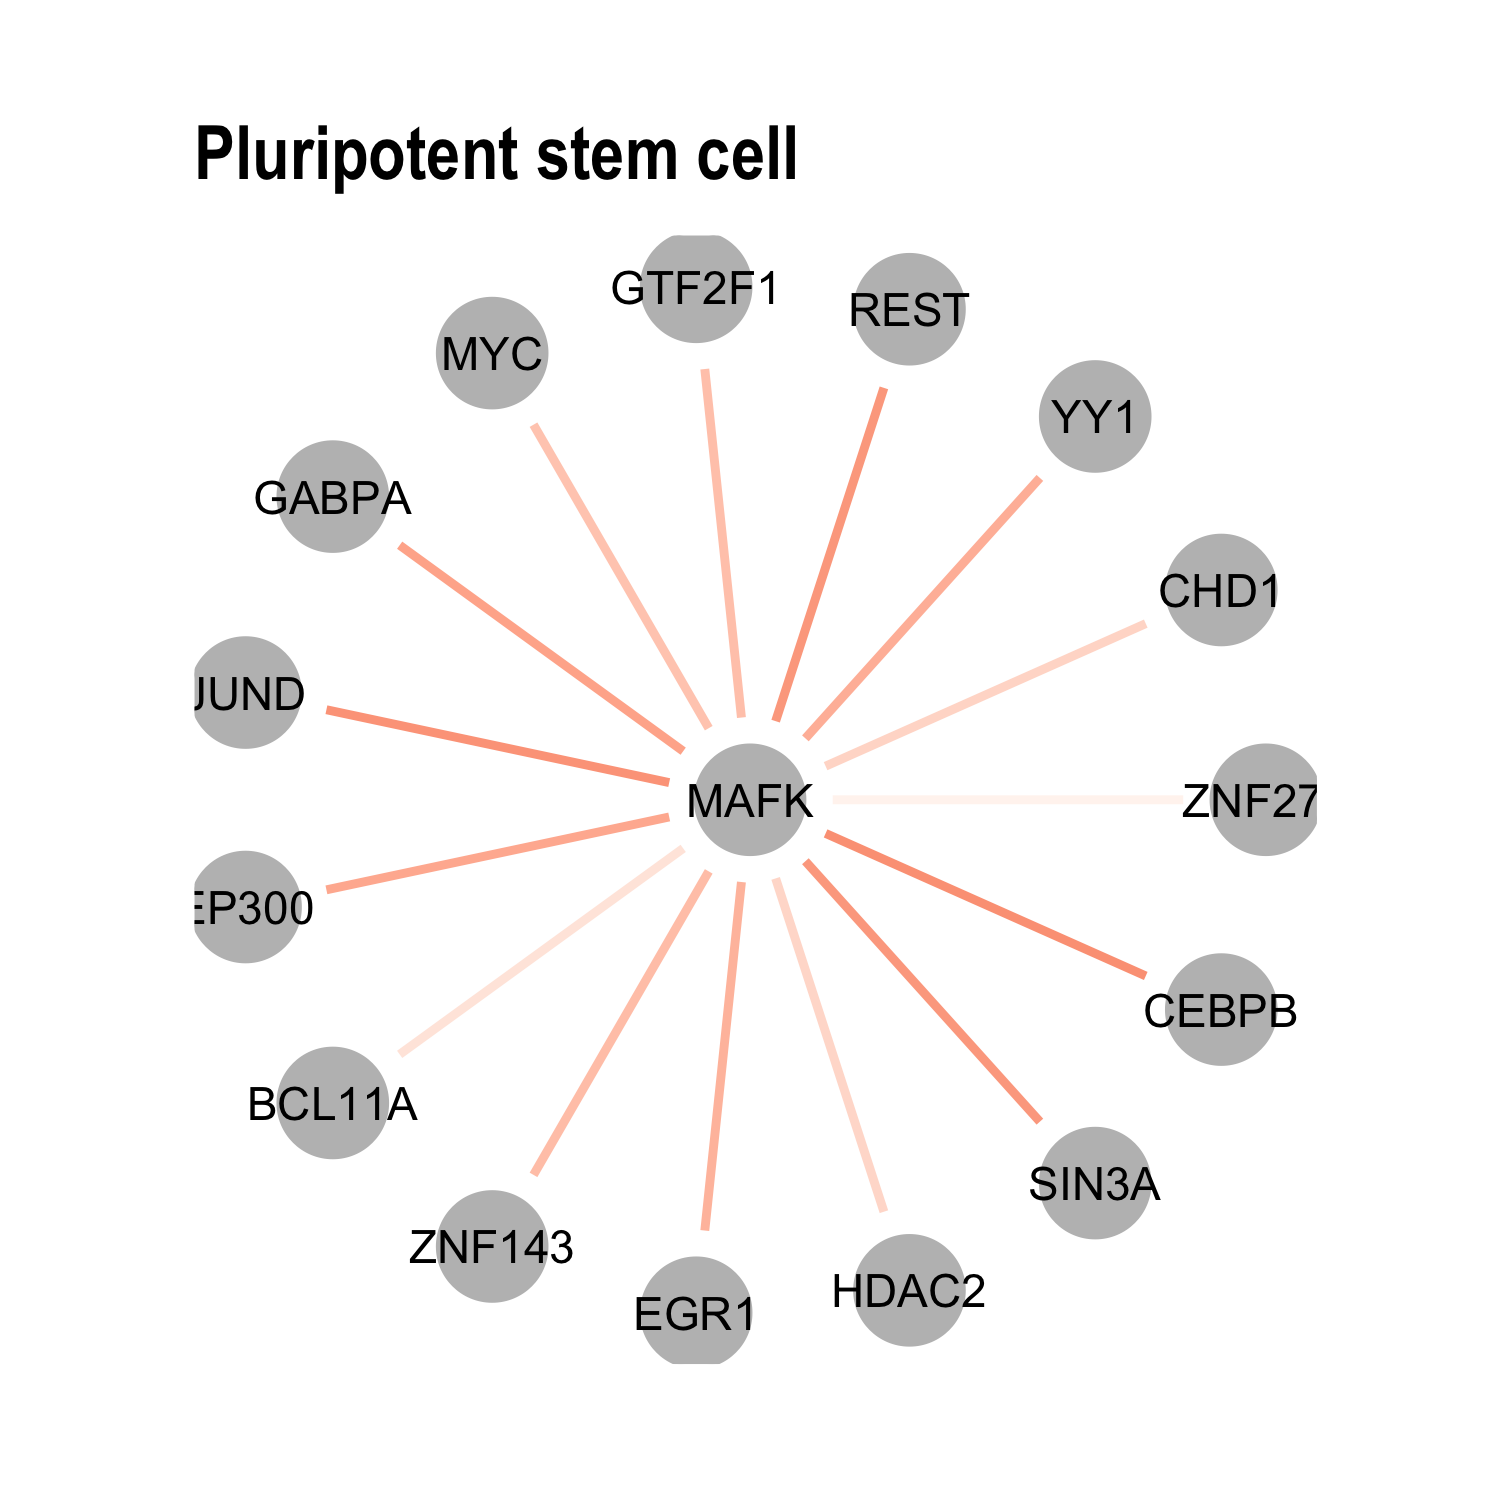 Pluripotent stem cell
GTF2F1
REST
MYC
YY1
GABPA
CHD1
JUND
MAFK
ZNF27
EP300
CEBPB
BCL11A
SIN3A
ZNF143
HDAC2
EGR1